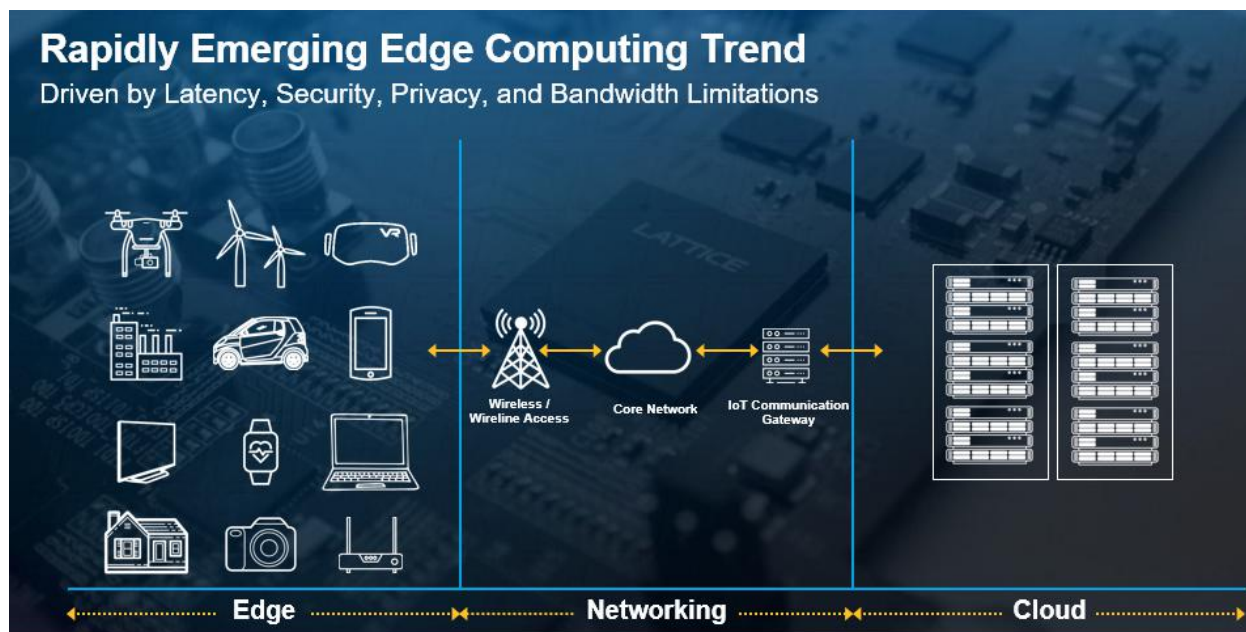 Rapidly Emerging Edge Computing Trend
Driven by Latency, Security, Privacy, and Bandwidth Limitations
VR
LATTICE
Wireless /
Wireline Access
Core Network
IoT Communication
Gateway
Edge
Networking
Cloud